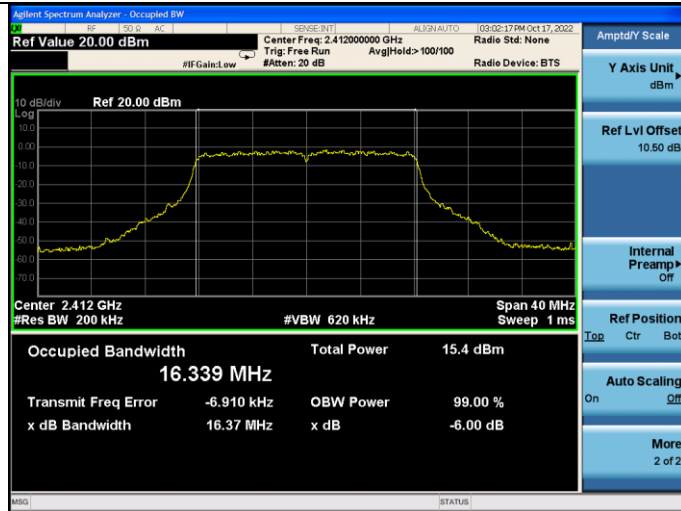 Agilent Spectrum Analyzer - Occupied BW
LXI RF 50 Ω AC SENSE:INT ALIGN AUTO 03:02:17 PM Oct 17, 2022
Ref Value 20.00 dBm Center Freq: 2.412000000 GHz Radio Std: None
Trig: Free Run Avg|Hold:> 100/100
#IFGain:Low #Atten: 20 dB Radio Device: BTS
10 dB/div Ref 20.00 dBm
Log
10.0
0.00
-10.0
-20.0
-30.0
-40.0
-50.0
-60.0
-70.0
Center 2.412 GHz Span 40 MHz
#Res BW 200 kHz #VBW 620 kHz Sweep 1 ms
Occupied Bandwidth Total Power 15.4 dBm
16.339 MHz
Transmit Freq Error -6.910 kHz OBW Power 99.00 %
x dB Bandwidth 16.37 MHz x dB -6.00 dB
MSG STATUS
Amptd/Y Scale
Y Axis Unit
dBm
Ref Lvl Offset
10.50 dB
Internal
Preamp
Off
Ref Position
Top Ctr Bot
Auto Scaling
On Off
More
2 of 2